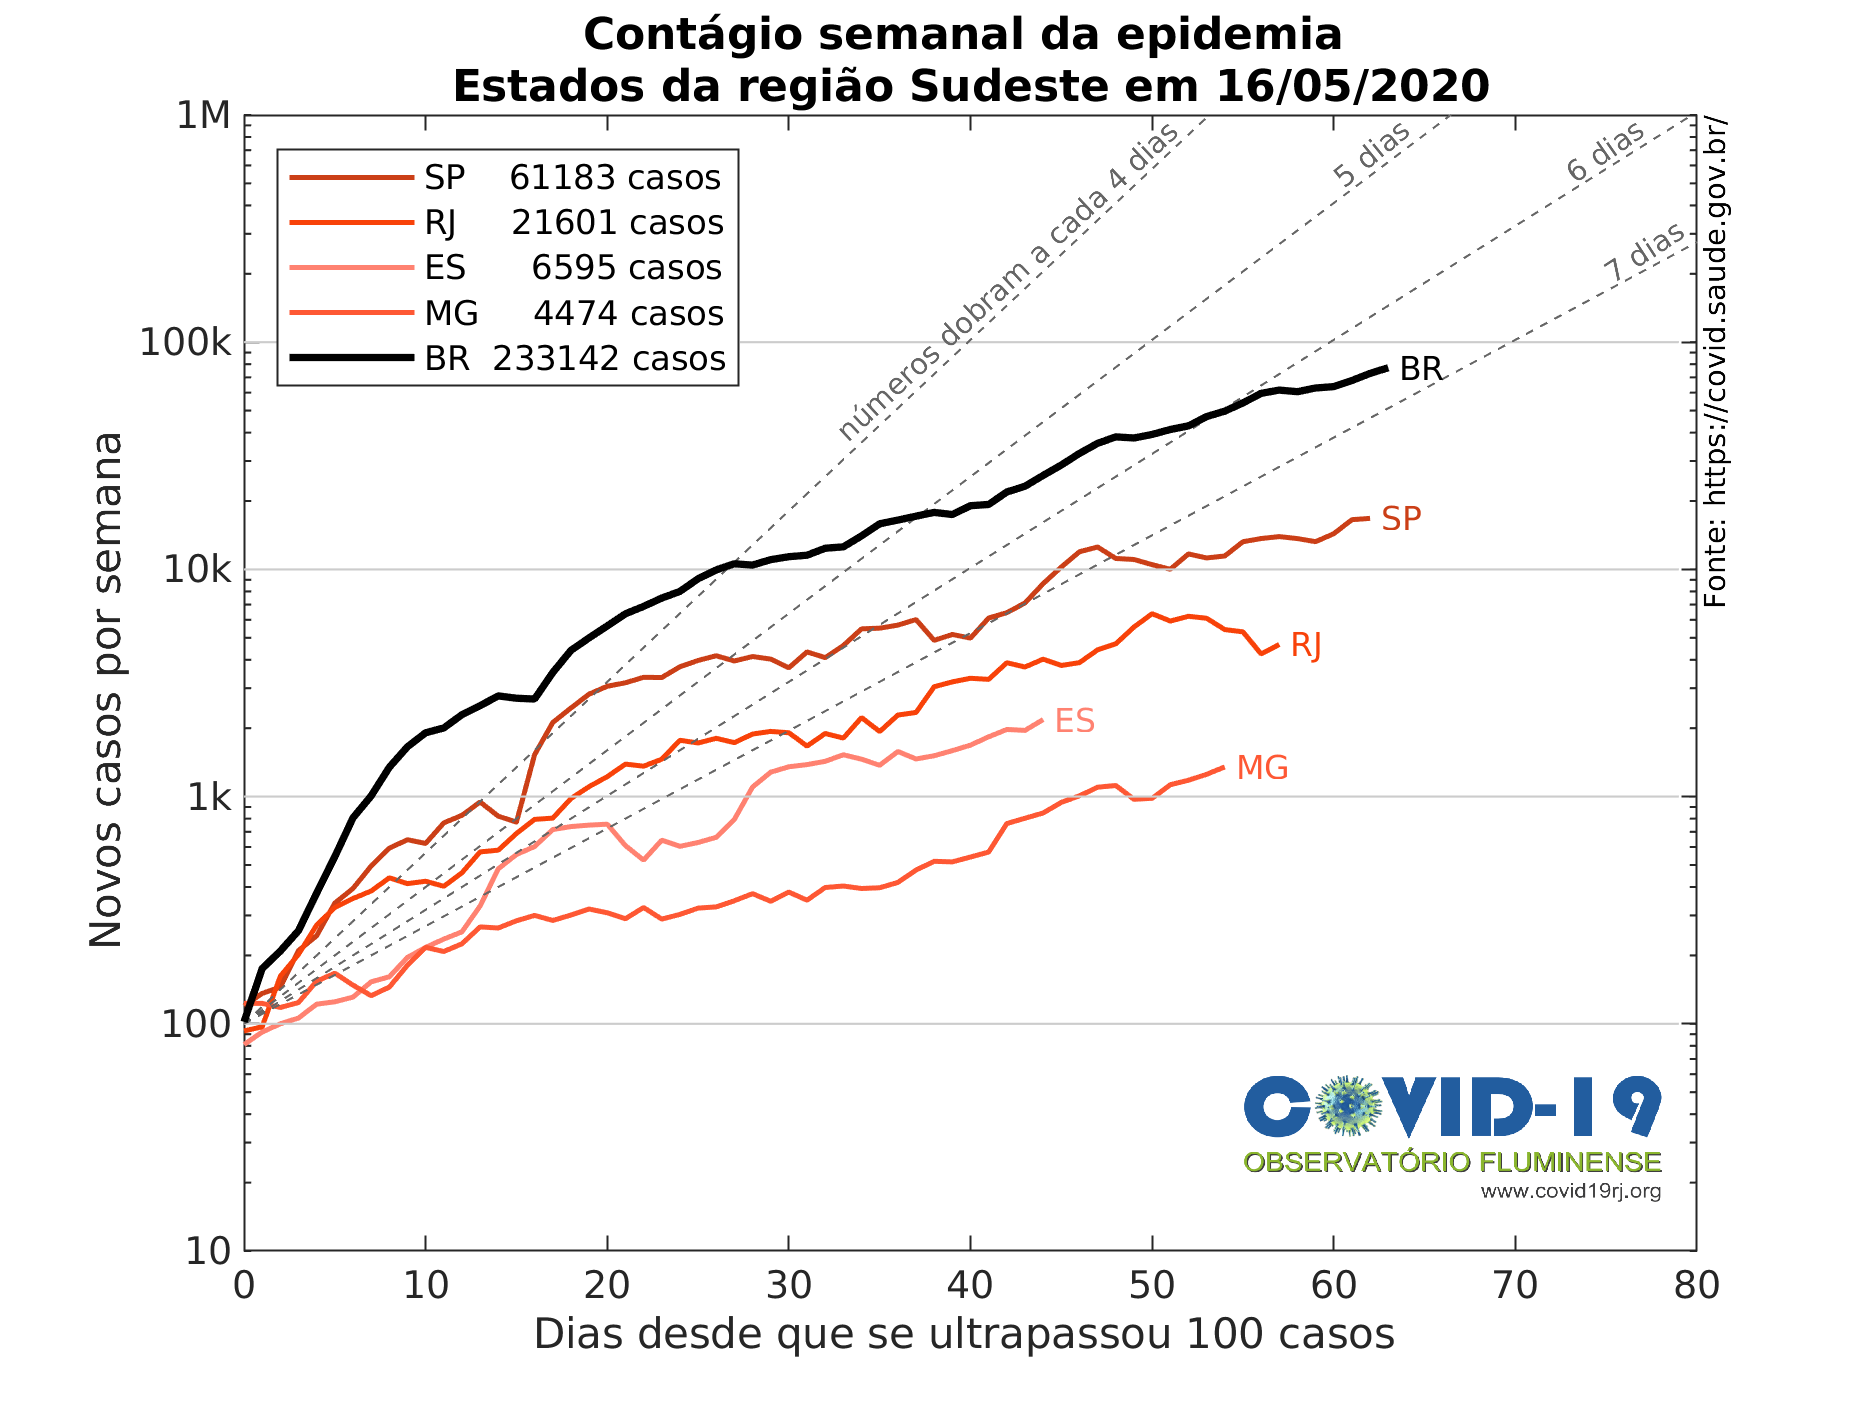 Contágio semanal da epidemia
Estados da região Sudeste em 16/05/2020
1M
100k
10k
1k
100
10
Novos casos por semana
SP 61183 casos
RJ 21601 casos
ES 6595 casos
MG 4474 casos
BR 233142 casos
números dobram a cada 4 dias
5 dias
6 dias
7 dias
BR
SP
RJ
ES
MG
Fonte: https://covid.saude.gov.br/
COVID-19
OBSERVATÓRIO FLUMINENSE
www.covid19rj.org
0 10 20 30 40 50 60 70 80
Dias desde que se ultrapassou 100 casos